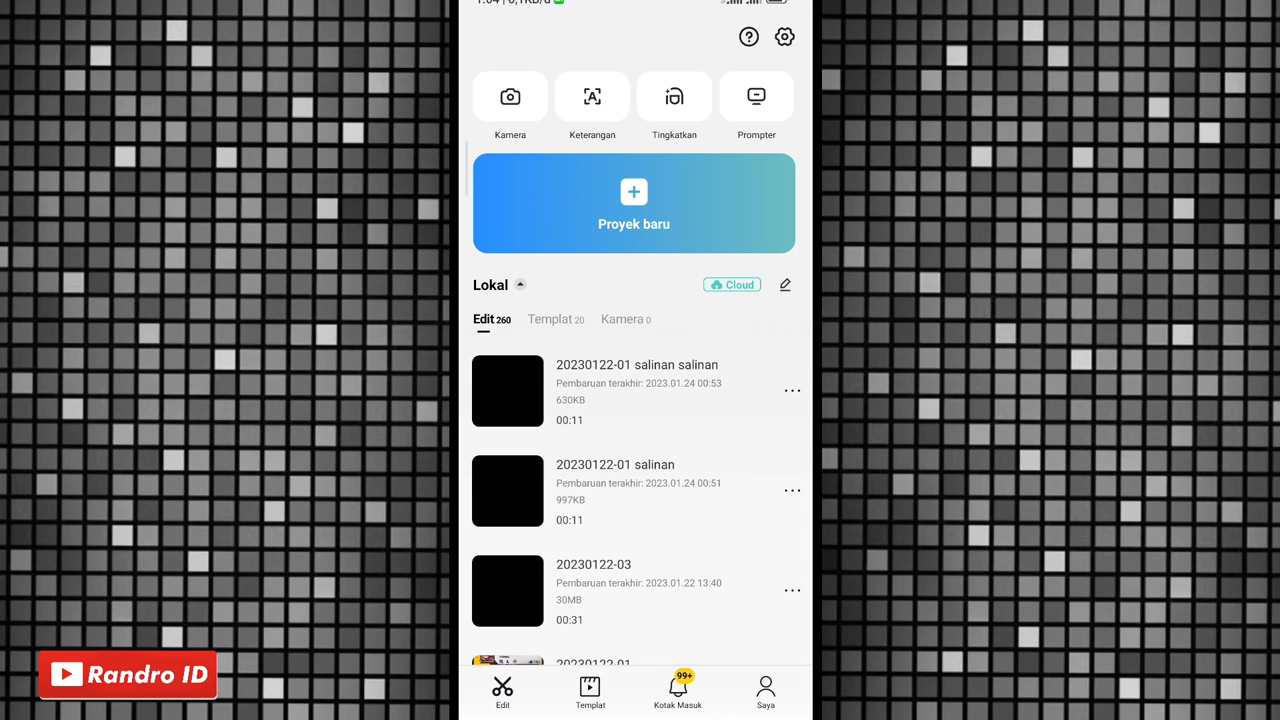 Kamera
Keterangan
Tingkatkan
Prompter
Proyek baru
Lokal
Cloud
Edit 260
Templat 20
Kamera 0
20230122-01 salinan salinan
Pembaruan terakhir: 2023.01.24 00:53
630KB
00:11
20230122-01 salinan
Pembaruan terakhir: 2023.01.24 00:51
997KB
00:11
20230122-03
Pembaruan terakhir: 2023.01.22 13:40
30MB
00:31
20230122-01
99+
Edit
Templat
Kotak Masuk
Saya
Randro ID